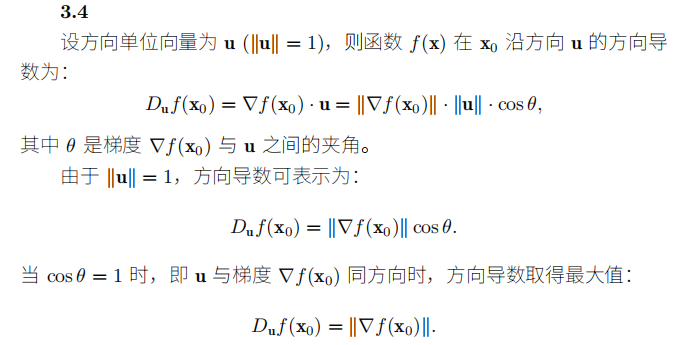 3.4
设方向单位向量为 u (‖u‖ = 1)，则函数 f(x) 在 x₀ 沿方向 u 的方向导
数为：
Dᵤf(x₀) = ∇f(x₀) · u = ‖∇f(x₀)‖ · ‖u‖ · cos θ,
其中 θ 是梯度 ∇f(x₀) 与 u 之间的夹角。
由于 ‖u‖ = 1，方向导数可表示为：
Dᵤf(x₀) = ‖∇f(x₀)‖ cos θ.
当 cos θ = 1 时，即 u 与梯度 ∇f(x₀) 同方向时，方向导数取得最大值：
Dᵤf(x₀) = ‖∇f(x₀)‖.